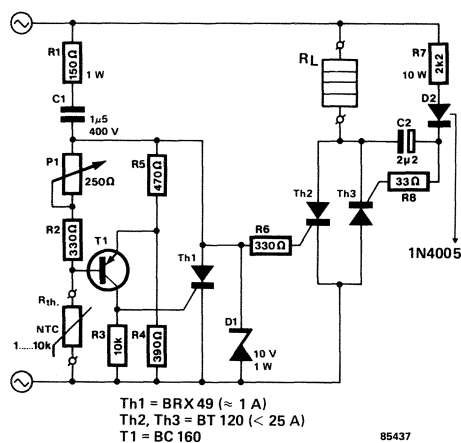 R1
150Ω
1 W
C1
1µ5
400 V
P1
250Ω
R2
330Ω
Rth.
NTC
1.....10k
T1
R5
470Ω
R3
10k
R4
390Ω
Th1
D1
10 V
1 W
R6
330Ω
RL
Th2
Th3
C2
2µ2
R7
2k2
10 W
D2
33Ω
R8
1N4005
Th1 = BRX 49 (≈ 1 A)
Th2, Th3 = BT 120 (< 25 A)
T1 = BC 160
85437